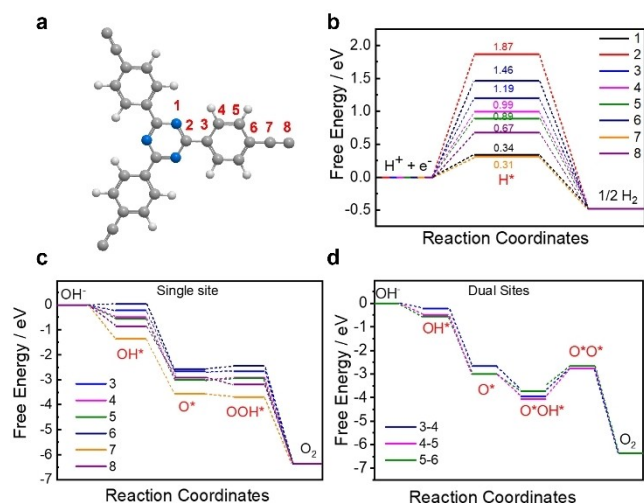 a
1
2
3
4
5
6
7
8
b
Free Energy / eV
2.0
1.5
1.0
0.5
0.0
-0.5
1.87
1.46
1.19
0.99
0.89
0.67
0.34
0.31
H⁺ + e⁻
H*
1/2 H₂
1
2
3
4
5
6
7
8
Reaction Coordinates
c
Single site
Free Energy / eV
0
-1
-2
-3
-4
-5
-6
-7
OH⁻
OH*
O*
OOH*
O₂
3
4
5
6
7
8
Reaction Coordinates
d
Dual Sites
Free Energy / eV
0
-1
-2
-3
-4
-5
-6
-7
OH⁻
OH*
O*
O*OH*
O*O*
O₂
3-4
4-5
5-6
Reaction Coordinates